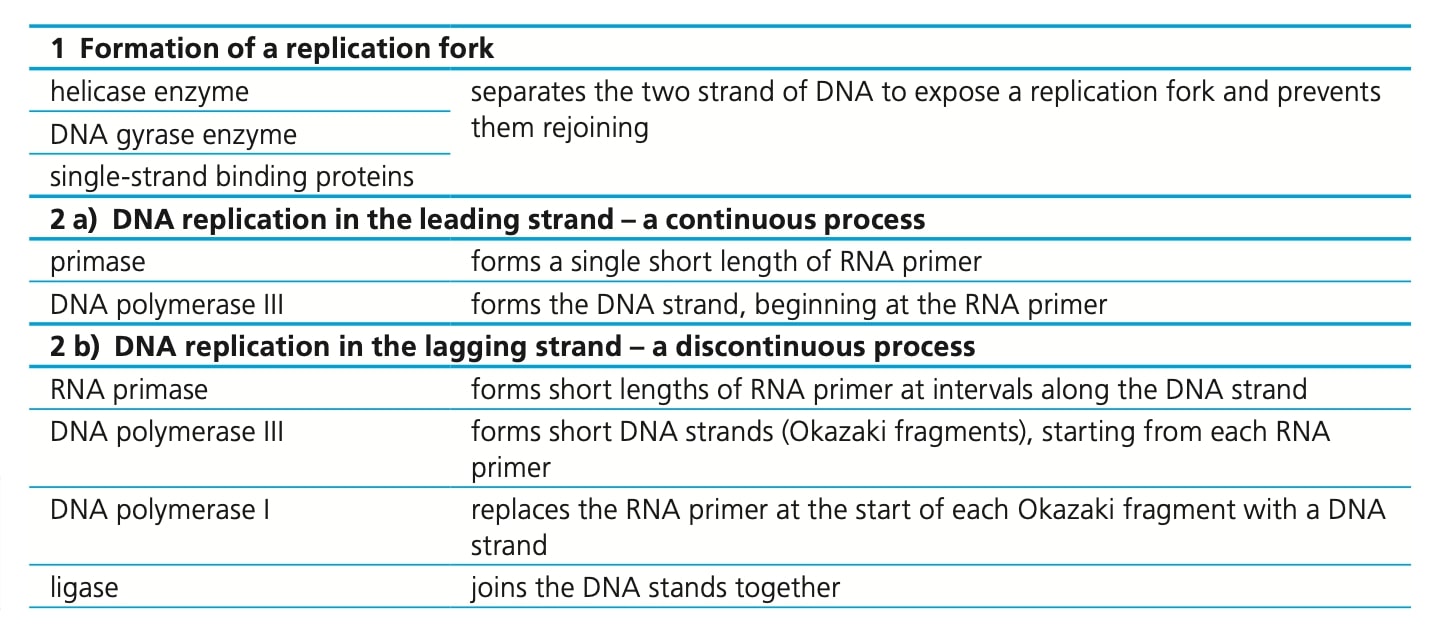 1 Formation of a replication fork
helicase enzyme
separates the two strand of DNA to expose a replication fork and prevents
them rejoining
DNA gyrase enzyme
single-strand binding proteins
2 a) DNA replication in the leading strand – a continuous process
primase
forms a single short length of RNA primer
DNA polymerase III
forms the DNA strand, beginning at the RNA primer
2 b) DNA replication in the lagging strand – a discontinuous process
RNA primase
forms short lengths of RNA primer at intervals along the DNA strand
DNA polymerase III
forms short DNA strands (Okazaki fragments), starting from each RNA
primer
DNA polymerase I
replaces the RNA primer at the start of each Okazaki fragment with a DNA
strand
ligase
joins the DNA stands together